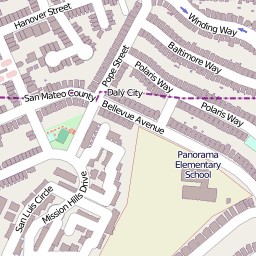 Hanover Street
Winding Way
Pope Street
Baltimore Way
Polaris Way
San Mateo County
Daly City
Bellevue Avenue
Polaris Way
Panorama
Elementary
School
San Luis Circle
Mission Hills Drive